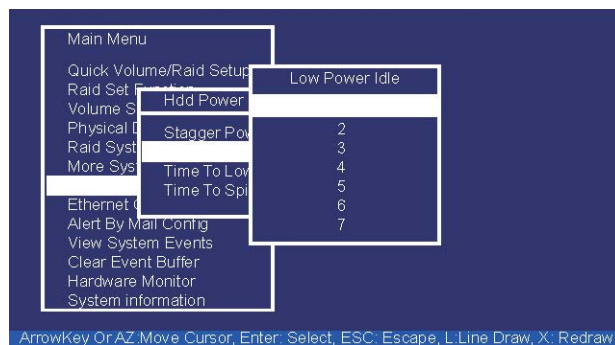 Main Menu
Quick Volume/Raid Setup
Raid Set
Volume S
Physical D
Raid Syst
More Sys
Ethernet C
Alert By Mail Config
View System Events
Clear Event Buffer
Hardware Monitor
System information
Hdd Power
Stagger Pow
Time To Low
Time To Spi
Low Power Idle
2
3
4
5
6
7
ArrowKey Or AZ:Move Cursor, Enter: Select, ESC: Escape, L:Line Draw, X: Redraw